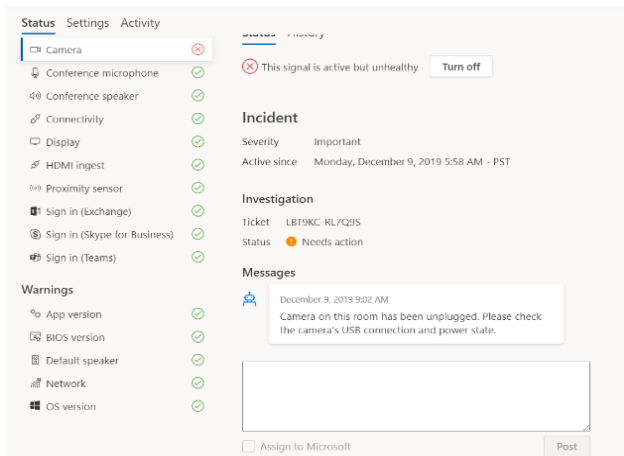 Status Settings Activity
Camera
Conference microphone
Conference speaker
Connectivity
Display
HDMI ingest
Proximity sensor
Sign in (Exchange)
Sign in (Skype for Business)
Sign in (Teams)
Warnings
App version
BIOS version
Default speaker
Network
OS version
Status History
This signal is active but unhealthy Turn off
Incident
Severity Important
Active since Monday, December 9, 2019 5:58 AM - PST
Investigation
Ticket LBT9KC-RL7Q9S
Status Needs action
Messages
December 9, 2019 9:02 AM
Camera on this room has been unplugged. Please check
the camera's USB connection and power state.
Assign to Microsoft Post